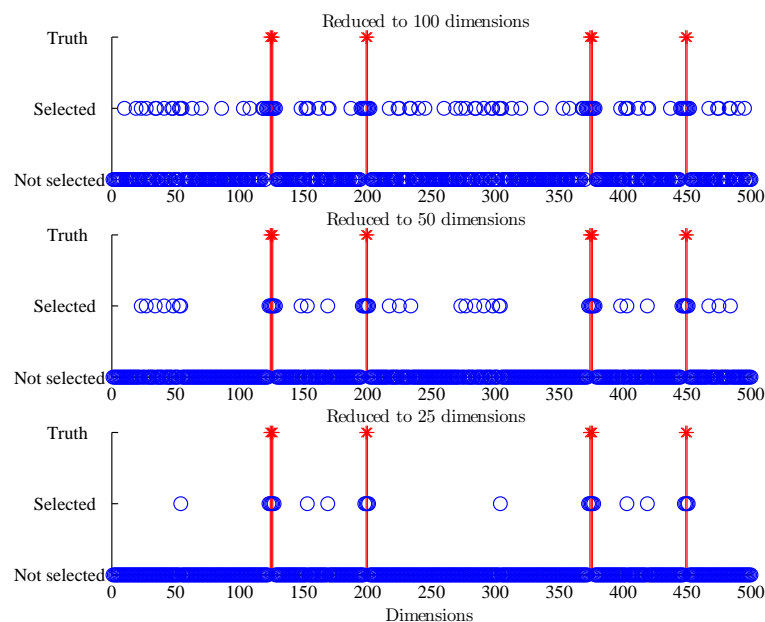 Reduced to 100 dimensions
Truth
Selected
Not selected
0 50 100 150 200 250 300 350 400 450 500
Reduced to 50 dimensions
Truth
Selected
Not selected
0 50 100 150 200 250 300 350 400 450 500
Reduced to 25 dimensions
Truth
Selected
Not selected
0 50 100 150 200 250 300 350 400 450 500
Dimensions